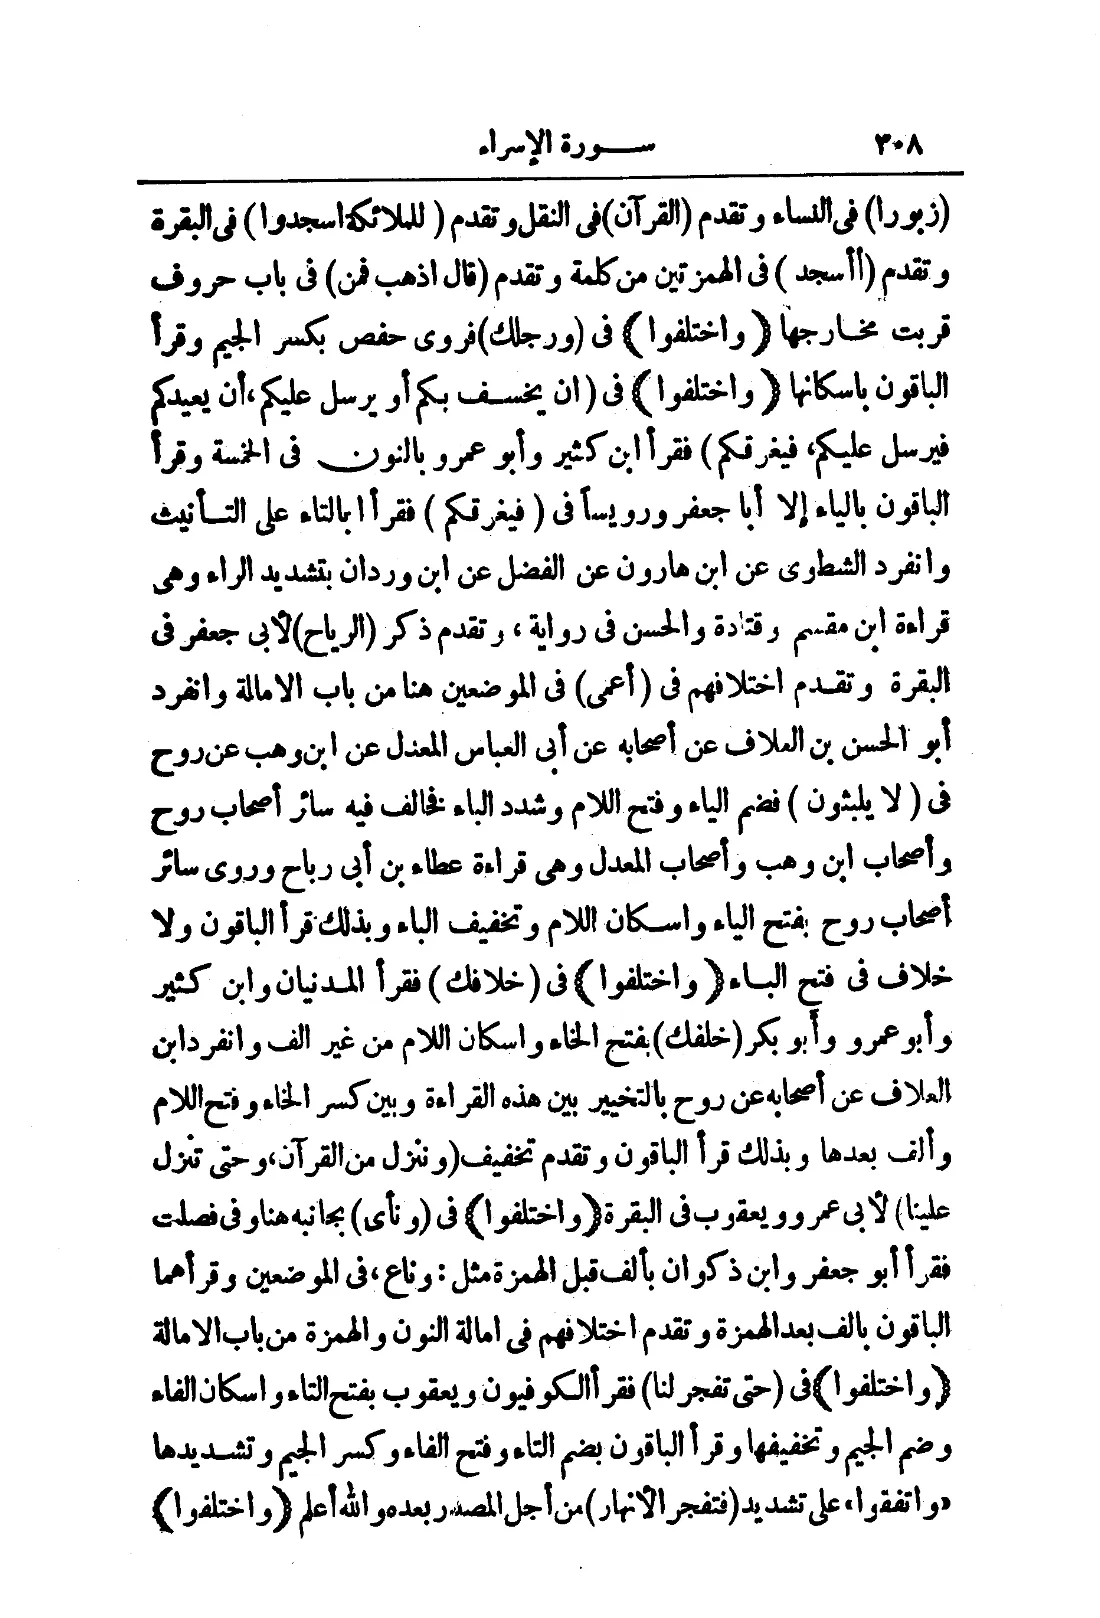 ٣٠٨ سورة الإسراء
(زبورا) فى النساء وتقدم (القرآن) فى النقل وتقدم (للملائكة اسجدوا) فى البقرة
وتقدم (أأسجد) فى الهمزتين من كلمة وتقدم (قال اذهب فمن) فى باب حروف
قربت مخارجها ﴿واختلفوا﴾ فى (ورجلك) فروى حفص بكسر الجيم وقرأ
الباقون باسكانها ﴿واختلفوا﴾ فى (ان يخسف بكم أو يرسل عليكم، أن يعيدكم
فيرسل عليكم، فيغرقكم) فقرأ ابن كثير وأبو عمرو بالنون فى الخمسة وقرأ
الباقون بالياء إلا أبا جعفر ورويساً فى (فيغرقكم) فقرأ ا بالتاء على التأنيث
وانفرد الشطوى عن ابن هارون عن الفضل عن ابن وردان بتشديد الراء وهى
قراءة ابن مقسم وقتادة والحسن فى رواية، وتقدم ذكر (الرياح) لأبى جعفر فى
البقرة وتقدم اختلافهم فى (أعمى) فى الموضعين هنا من باب الامالة وانفرد
أبو الحسن بن العلاف عن أصحابه عن أبى العباس المعدل عن ابن وهب عن روح
فى (لا يلبثون) فضم الياء وفتح اللام وشدد الباء فخالف فيه سائر أصحاب روح
وأصحاب ابن وهب وأصحاب المعدل وهى قراءة عطاء بن أبى رباح وروى سائر
أصحاب روح بفتح الياء واسكان اللام وتخفيف الباء وبذلك قرأ الباقون ولا
خلاف فى فتح الباء ﴿واختلفوا﴾ فى (خلافك) فقرأ المدنيان وابن كثير
وأبو عمرو وأبو بكر (خلفك) بفتح الخاء واسكان اللام من غير الف وانفرد ابن
العلاف عن أصحابه عن روح بالتخيير بين هذه القراءة وبين كسر الخاء وفتح اللام
وألف بعدها وبذلك قرأ الباقون وتقدم تخفيف (وننزل من القرآن، وحتى تنزل
علينا) لأبى عمرو ويعقوب فى البقرة ﴿واختلفوا﴾ فى (ونأى) بجانبه هنا وفى فصلت
فقرأ أبو جعفر وابن ذكوان بألف قبل الهمزة مثل: وناع، فى الموضعين وقرأهما
الباقون بالف بعد الهمزة وتقدم اختلافهم فى امالة النون والهمزة من باب الامالة
﴿واختلفوا﴾ فى (حتى تفجر لنا) فقرأ الكوفيون ويعقوب بفتح التاء واسكان الفاء
وضم الجيم وتخفيفها وقرأ الباقون بضم التاء وفتح الفاء وكسر الجيم وتشديدها
«واتفقوا» على تشديد (فتفجر الأنهار) من أجل المصدر بعده والله أعلم ﴿واختلفوا﴾